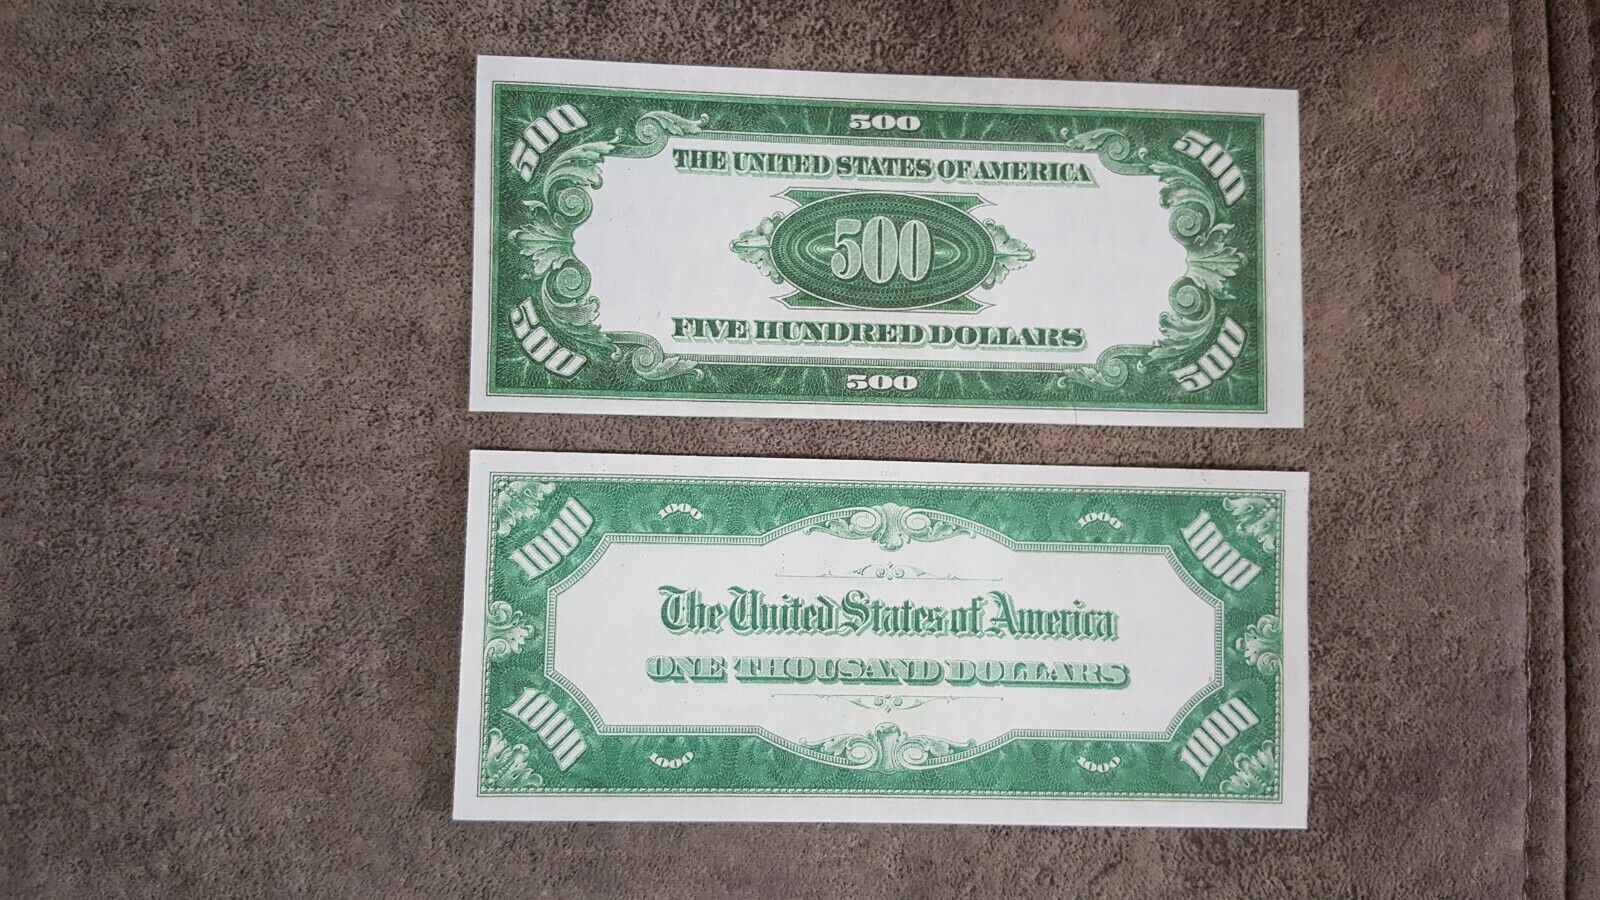 500 500 500
THE UNITED STATES OF AMERICA
500
FIVE HUNDRED DOLLARS
500 500 500
COPY
1000 1000 1000 1000
The United States of America
ONE THOUSAND DOLLARS
1000 1000 1000 1000